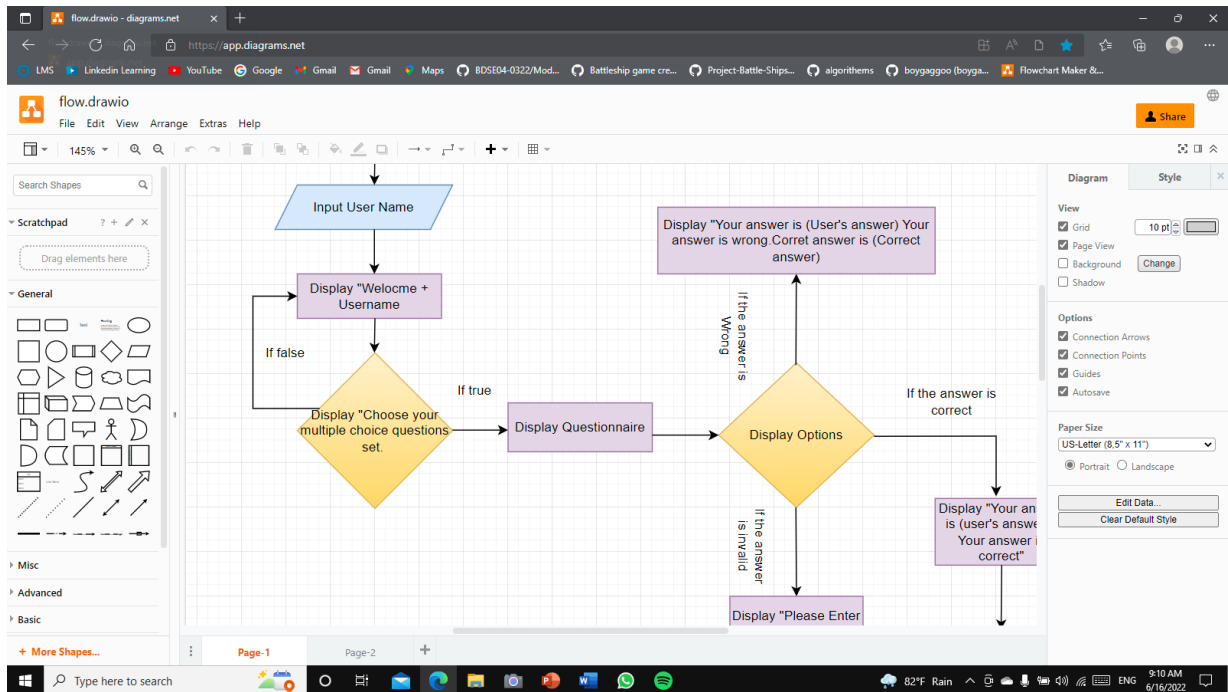 flow.drawio - diagrams.net
https://app.diagrams.net
LMS
Linkedin Learning
YouTube
Google
Gmail
Gmail
Maps
BDSE04-0322/Mod...
Battleship game cre...
Project-Battle-Ships...
algorithems
boygaggoo (boyga...
Flowchart Maker &...
flow.drawio
File Edit View Arrange Extras Help
Share
145%
Search Shapes
Scratchpad
? +
Drag elements here
General
Text
Heading
Misc
Advanced
Basic
+ More Shapes...
Input User Name
Display "Welocme +
Username
If false
Display "Choose your
multiple choice questions
set.
If true
Display Questionnaire
Display "Your answer is (User's answer) Your
answer is wrong.Corret answer is (Correct
answer)
If the answer is
Wrong
Display Options
If the answer is
correct
Display "Your an
is (user's answe
Your answer i
correct"
If the answer
is invalid
Display "Please Enter
Page-1
Page-2
Diagram
Style
View
Grid
10 pt
Page View
Background
Change
Shadow
Options
Connection Arrows
Connection Points
Guides
Autosave
Paper Size
US-Letter (8,5" x 11")
Portrait
Landscape
Edit Data...
Clear Default Style
Type here to search
82°F Rain
ENG
9:10 AM
6/16/2022